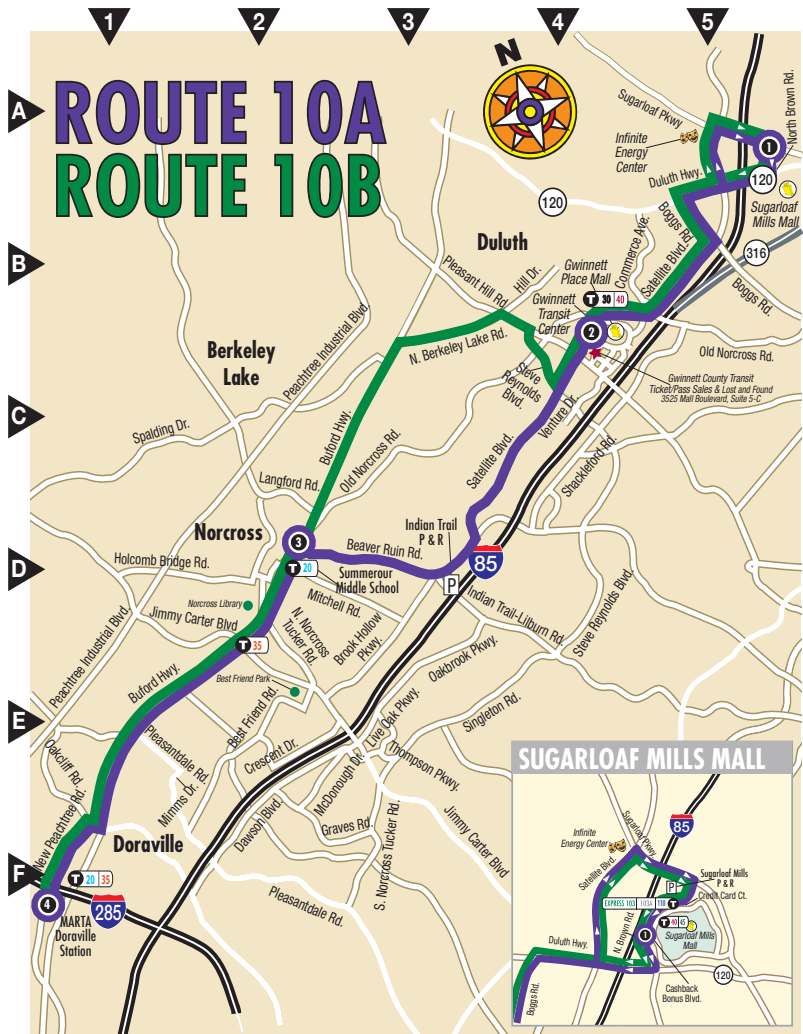 1
2
3
4
5
A
B
C
D
E
F
ROUTE 10A
ROUTE 10B
N
Sugarloaf Pkwy
North Brown Rd.
Infinite
Energy
Center
1
Duluth Hwy.
120
Sugarloaf
Mills Mall
120
Boggs Rd.
316
Commerce Ave.
Satellite Blvd.
Boggs Rd.
Duluth
Hill Dr.
Pleasant Hill Rd.
Gwinnett
Place Mall
T 30 40
Gwinnett
Transit
Center
2
Old Norcross Rd.
Gwinnett County Transit
Ticket/Pass Sales & Lost and Found
3525 Mall Boulevard, Suite 5-C
N. Berkeley Lake Rd.
Steve
Reynolds
Blvd.
Venture Dr.
Peachtree Industrial Blvd.
Berkeley
Lake
Buford Hwy.
Old Norcross Rd.
Spalding Dr.
Langford Rd.
Satellite Blvd.
Shackleford Rd.
Norcross
3
Beaver Ruin Rd.
Indian Trail
P & R
85
P
T 20
Summerour
Middle School
Holcomb Bridge Rd.
Norcross Library
Mitchell Rd.
Jimmy Carter Blvd
N. Norcross
Tucker Rd.
Brook Hollow
Pkwy.
Indian Trail-Lilburn Rd
Steve Reynolds Blvd.
Peachtree Industrial Blvd.
T 35
Oakbrook Pkwy.
Best Friend Park
Buford Hwy.
Best Friend Rd.
Live Oak Pkwy.
Singleton Rd.
Pleasantdale Rd.
Crescent Dr.
Thompson Pkwy.
McDonough Dr.
Oakcliff Rd.
Mimms Dr.
Dawson Blvd.
Graves Rd.
S. Norcross Tucker Rd.
Jimmy Carter Blvd
New Peachtree Rd.
Doraville
Pleasantdale Rd.
T 20 35
4
MARTA
Doraville
Station
285
SUGARLOAF MILLS MALL
85
Infinite
Energy Center
Sugarloaf Pkwy
Satellite Blvd.
Sugarloaf Mills
P & R
P
EXPRESS 103 103A 110 T
Credit Card Ct.
T 40 45
N. Brown Rd.
1
Sugarloaf Mills
Mall
Duluth Hwy.
120
Cashback
Bonus Blvd.
Boggs Rd.